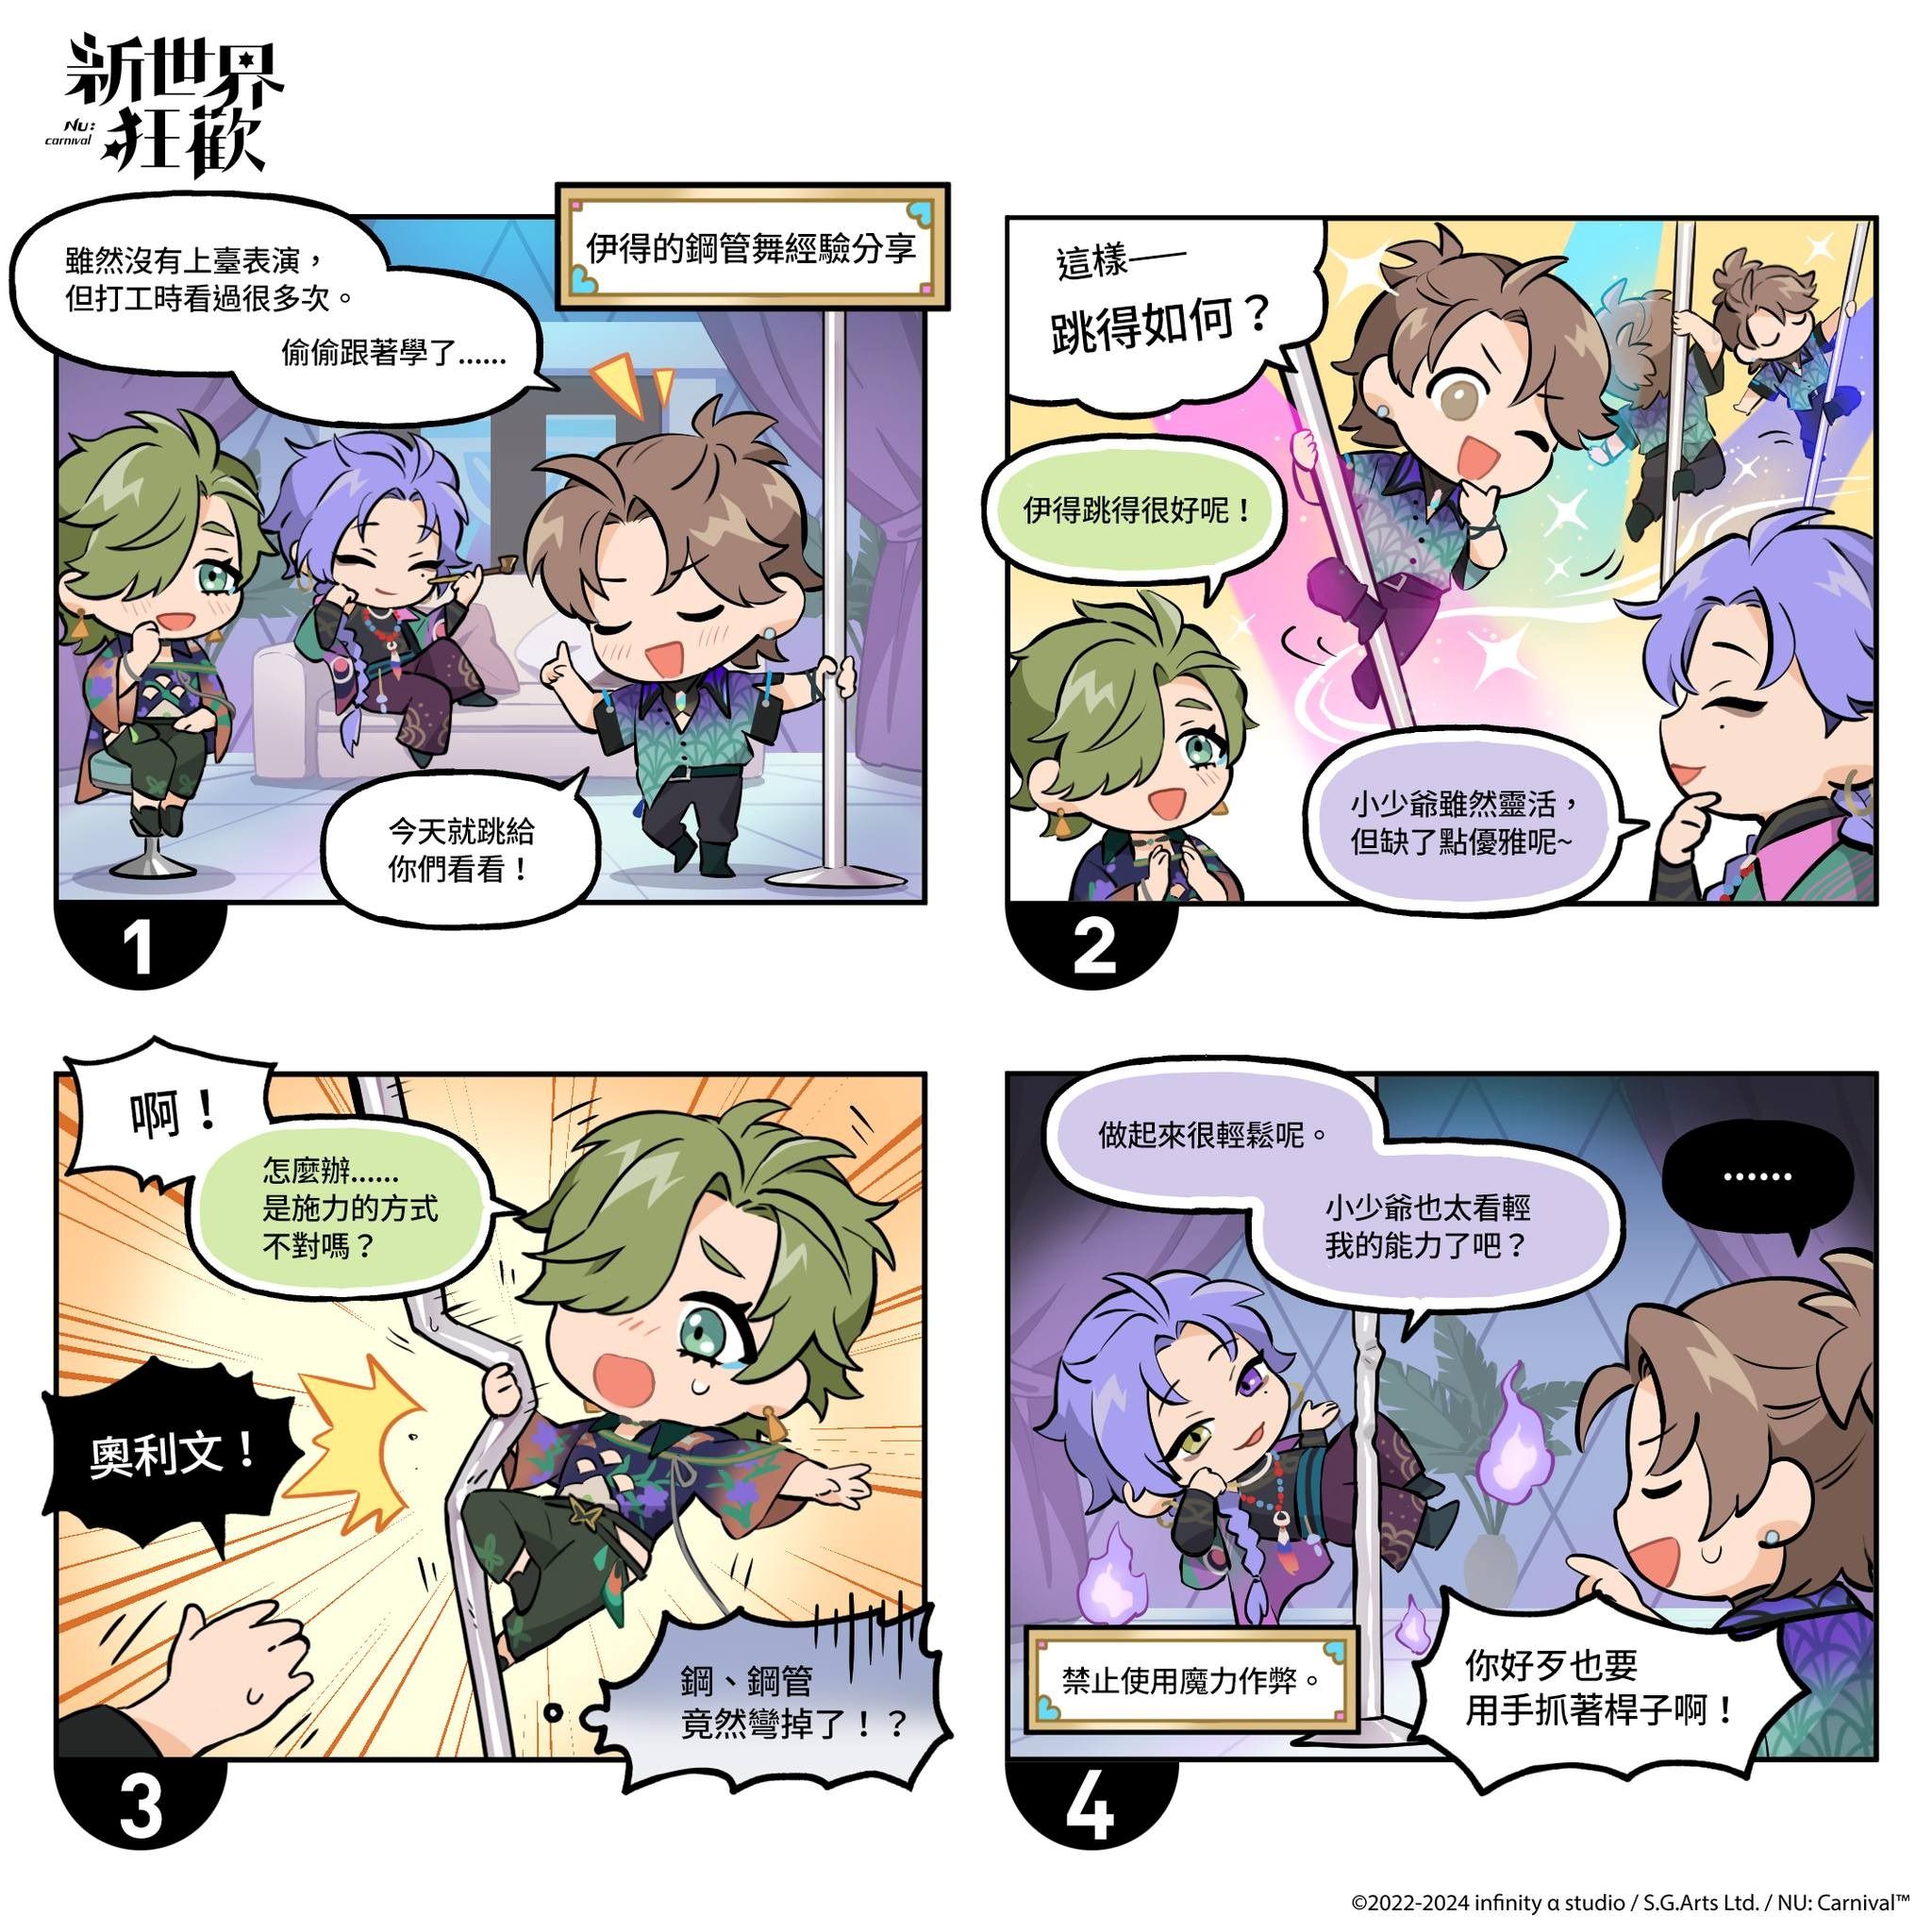 新世界
狂歡
Nu:
carnival
伊得的鋼管舞經驗分享
雖然沒有上臺表演，
但打工時看過很多次。
偷偷跟著學了......
今天就跳給
你們看看！
1
這樣──
跳得如何？
伊得跳得很好呢！
小少爺雖然靈活，
但缺了點優雅呢~
2
啊！
怎麼辦......
是施力的方式
不對嗎？
奧利文！
鋼、鋼管
竟然彎掉了！？
3
做起來很輕鬆呢。
小少爺也太看輕
我的能力了吧？
......
你好歹也要
用手抓著桿子啊！
禁止使用魔力作弊。
4
©2022-2024 infinity α studio / S.G.Arts Ltd. / NU: Carnival™